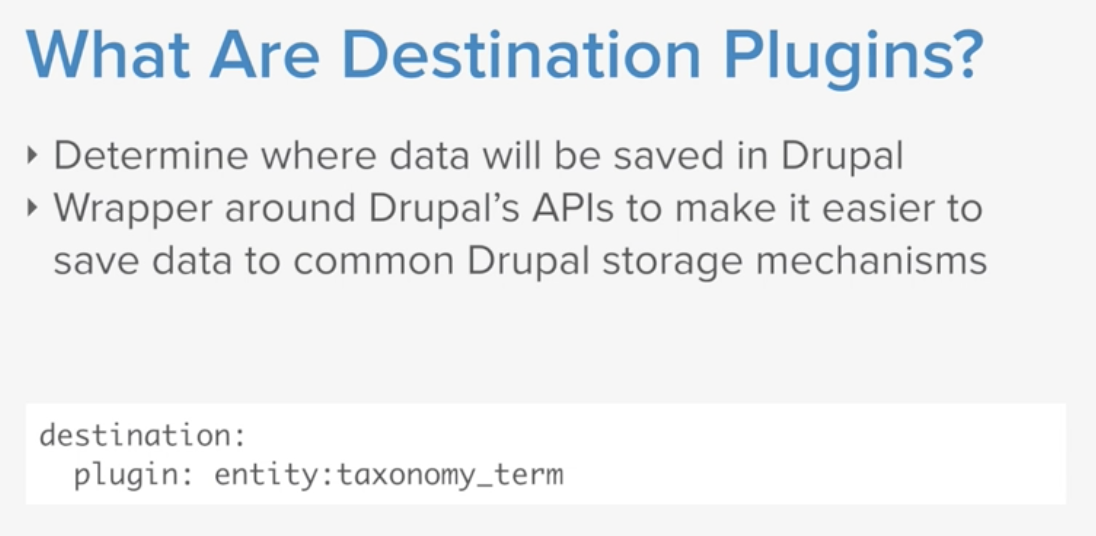 What Are Destination Plugins?
‣ Determine where data will be saved in Drupal
‣ Wrapper around Drupal’s APIs to make it easier to
save data to common Drupal storage mechanisms
destination:
  plugin: entity:taxonomy_term